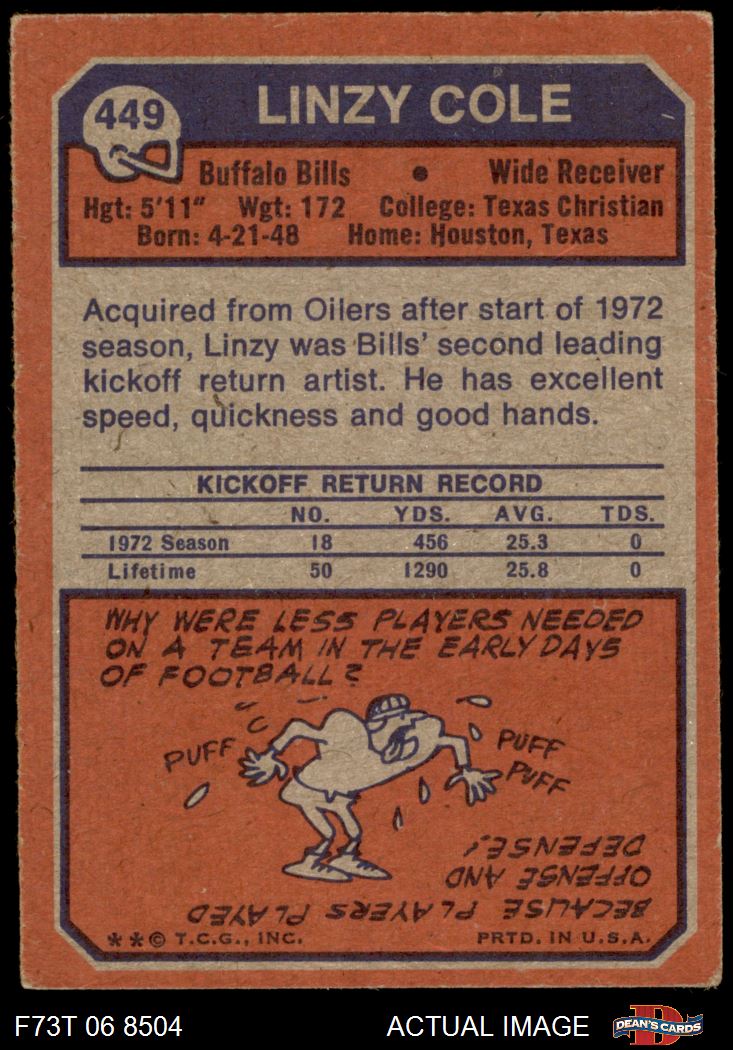 449
LINZY COLE
Buffalo Bills • Wide Receiver
Hgt: 5'11" Wgt: 172 College: Texas Christian
Born: 4-21-48 Home: Houston, Texas
Acquired from Oilers after start of 1972
season, Linzy was Bills' second leading
kickoff return artist. He has excellent
speed, quickness and good hands.
KICKOFF RETURN RECORD
NO. YDS. AVG. TDS.
1972 Season 18 456 25.3 0
Lifetime 50 1290 25.8 0
WHY WERE LESS PLAYERS NEEDED
ON A TEAM IN THE EARLY DAYS
OF FOOTBALL?
PUFF
PUFF
PUFF
BECAUSE PLAYERS PLAYED
OFFENSE AND
DEFENSE!
**© T.C.G., INC. PRTD. IN U.S.A.
F73T 06 8504 ACTUAL IMAGE
D
DEAN'S CARDS